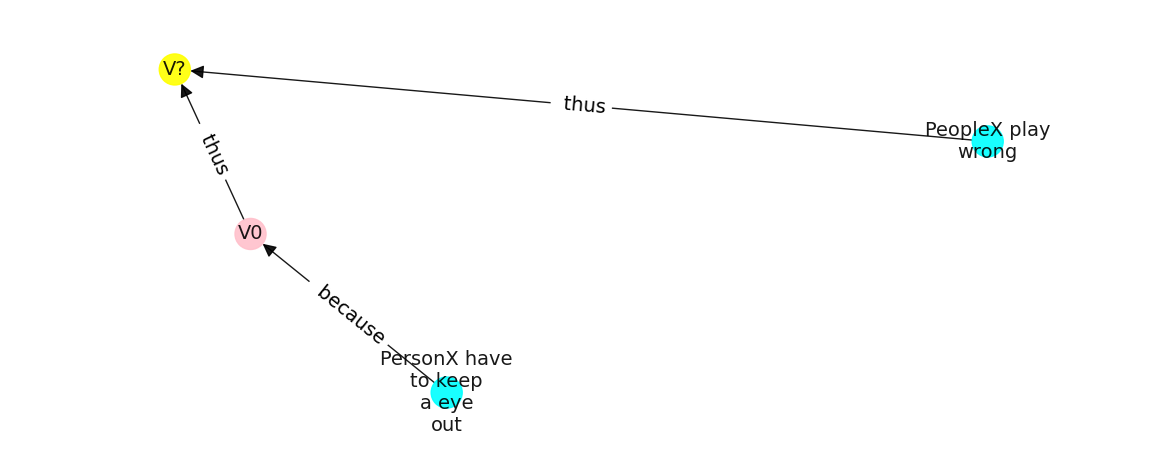 V?
thus
PeopleX play
wrong
thus
V0
because
PersonX have
to keep
a eye
out